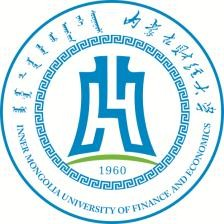 内蒙古财经大学
1960
INNER MONGOLIA UNIVERSITY OF FINANCE AND ECONOMICS